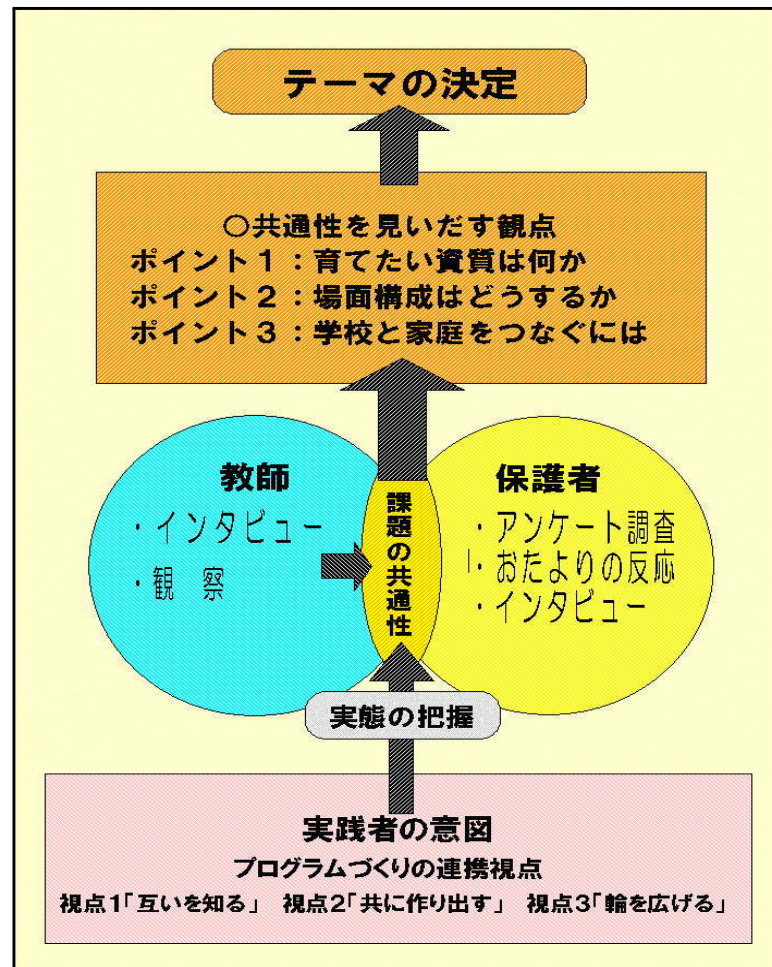 テーマの決定
○共通性を見いだす観点
ポイント1：育てたい資質は何か
ポイント2：場面構成はどうするか
ポイント3：学校と家庭をつなぐには
教師
・インタビュー
・観　察
課題の共通性
保護者
・アンケート調査
・おたよりの反応
・インタビュー
実態の把握
実践者の意図
プログラムづくりの連携視点
視点1「互いを知る」　視点2「共に作り出す」　視点3「輪を広げる」